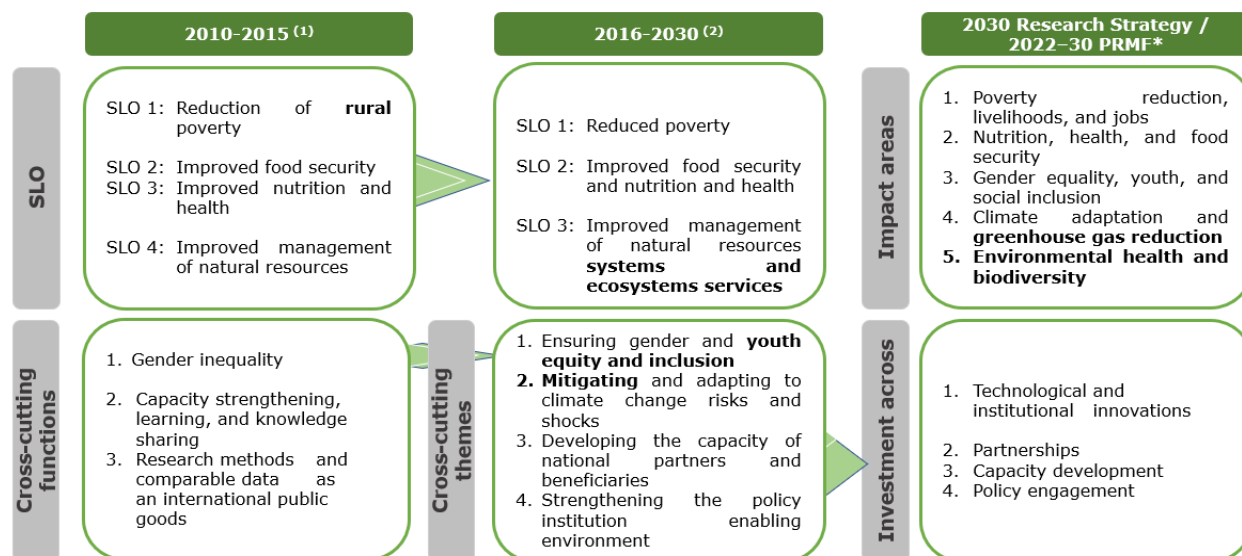 2010-2015 (1)
2016-2030 (2)
2030 Research Strategy /
2022–30 PRMF*
SLO
SLO 1: Reduction of rural
poverty
SLO 2: Improved food security
SLO 3: Improved nutrition and
health
SLO 4: Improved management
of natural resources
SLO 1: Reduced poverty
SLO 2: Improved food security
and nutrition and health
SLO 3: Improved management
of natural resources
systems and
ecosystems services
Impact areas
1. Poverty reduction,
livelihoods, and jobs
2. Nutrition, health, and food
security
3. Gender equality, youth, and
social inclusion
4. Climate adaptation and
greenhouse gas reduction
5. Environmental health and
biodiversity
Cross-cutting
functions
1. Gender inequality
2. Capacity strengthening,
learning, and knowledge
sharing
3. Research methods and
comparable data as
an international public
goods
Cross-cutting
themes
1. Ensuring gender and youth
equity and inclusion
2. Mitigating and adapting to
climate change risks and
shocks
3. Developing the capacity of
national partners and
beneficiaries
4. Strengthening the policy
institution enabling
environment
Investment across
1. Technological and
institutional innovations
2. Partnerships
3. Capacity development
4. Policy engagement